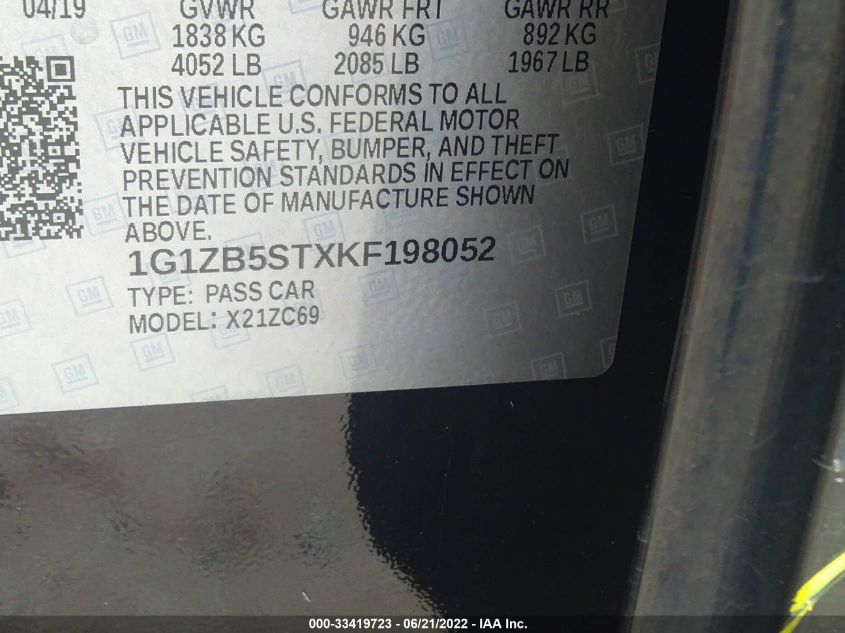 04/19 GVWR GAWR FRT GAWR RR
1838 KG 946 KG 892 KG
4052 LB 2085 LB 1967 LB
THIS VEHICLE CONFORMS TO ALL
APPLICABLE U.S. FEDERAL MOTOR
VEHICLE SAFETY, BUMPER, AND THEFT
PREVENTION STANDARDS IN EFFECT ON
THE DATE OF MANUFACTURE SHOWN
ABOVE.
1G1ZB5STXKF198052
TYPE: PASS CAR
MODEL: X21ZC69
000-33419723 - 06/21/2022 - IAA Inc.